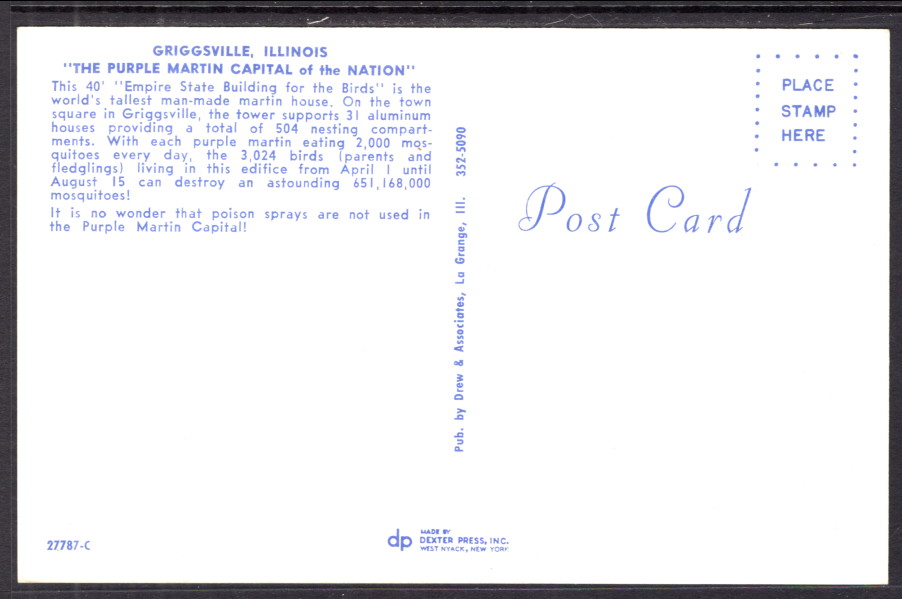 GRIGGSVILLE, ILLINOIS
"THE PURPLE MARTIN CAPITAL of the NATION"
This 40' "Empire State Building for the Birds" is the
world's tallest man-made martin house. On the town
square in Griggsville, the tower supports 31 aluminum
houses providing a total of 504 nesting compart-
ments. With each purple martin eating 2,000 mos-
quitoes every day, the 3,024 birds (parents and
fledglings) living in this edifice from April 1 until
August 15 can destroy an astounding 651,168,000
mosquitoes!
It is no wonder that poison sprays are not used in
the Purple Martin Capital!
27787-C
Pub. by Drew & Associates, La Grange, Ill. 352-5090
MADE BY
dp DEXTER PRESS, INC.
WEST NYACK, NEW YORK
PLACE
STAMP
HERE
Post Card